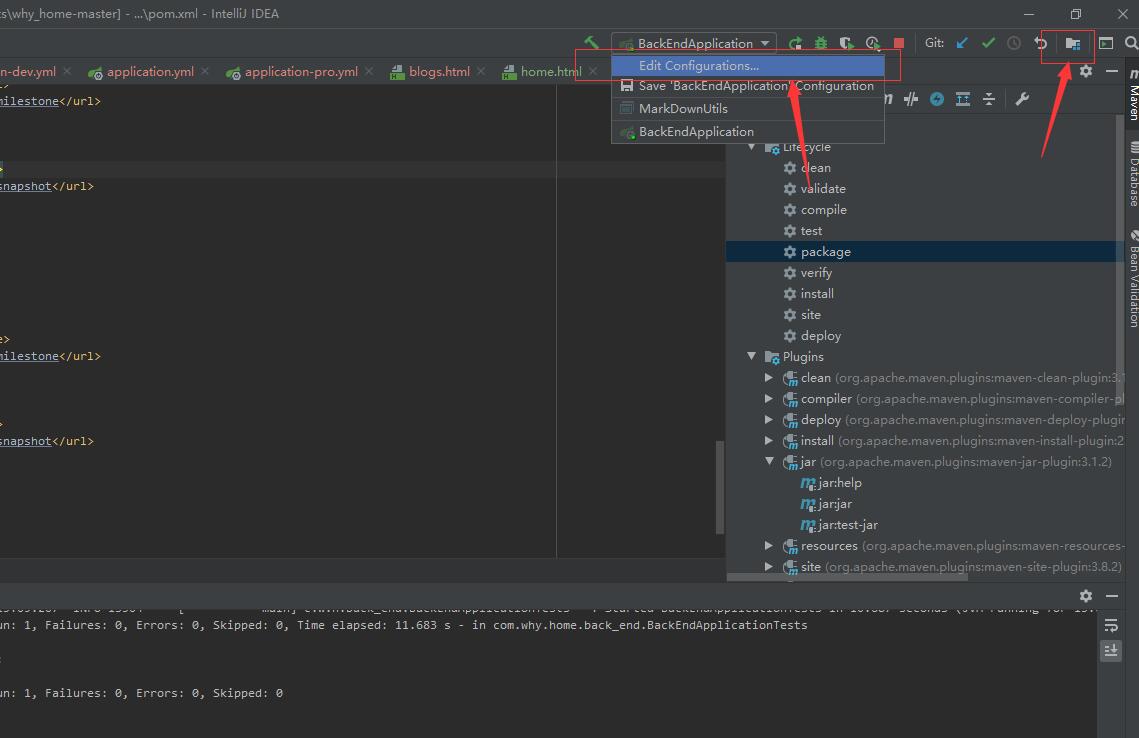 s\why_home-master] - ...\pom.xml - IntelliJ IDEA
BackEndApplication
Git:
n-dev.yml
application.yml
application-pro.yml
blogs.html
home.html
Edit Configurations...
Save 'BackEndApplication' Configuration
MarkDownUtils
BackEndApplication
milestone</url>
>
snapshot</url>
e>
milestone</url>
>
snapshot</url>
Lifecycle
clean
validate
compile
test
package
verify
install
site
deploy
Plugins
clean (org.apache.maven.plugins:maven-clean-plugin:3.1
compiler (org.apache.maven.plugins:maven-compiler-pl
deploy (org.apache.maven.plugins:maven-deploy-plugin
install (org.apache.maven.plugins:maven-install-plugin:2
jar (org.apache.maven.plugins:maven-jar-plugin:3.1.2)
jar:help
jar:jar
jar:test-jar
resources (org.apache.maven.plugins:maven-resources-
site (org.apache.maven.plugins:maven-site-plugin:3.8.2)
Maven
Database
Bean Validation
un: 1, Failures: 0, Errors: 0, Skipped: 0, Time elapsed: 11.683 s - in com.why.home.back_end.BackEndApplicationTests
:
un: 1, Failures: 0, Errors: 0, Skipped: 0